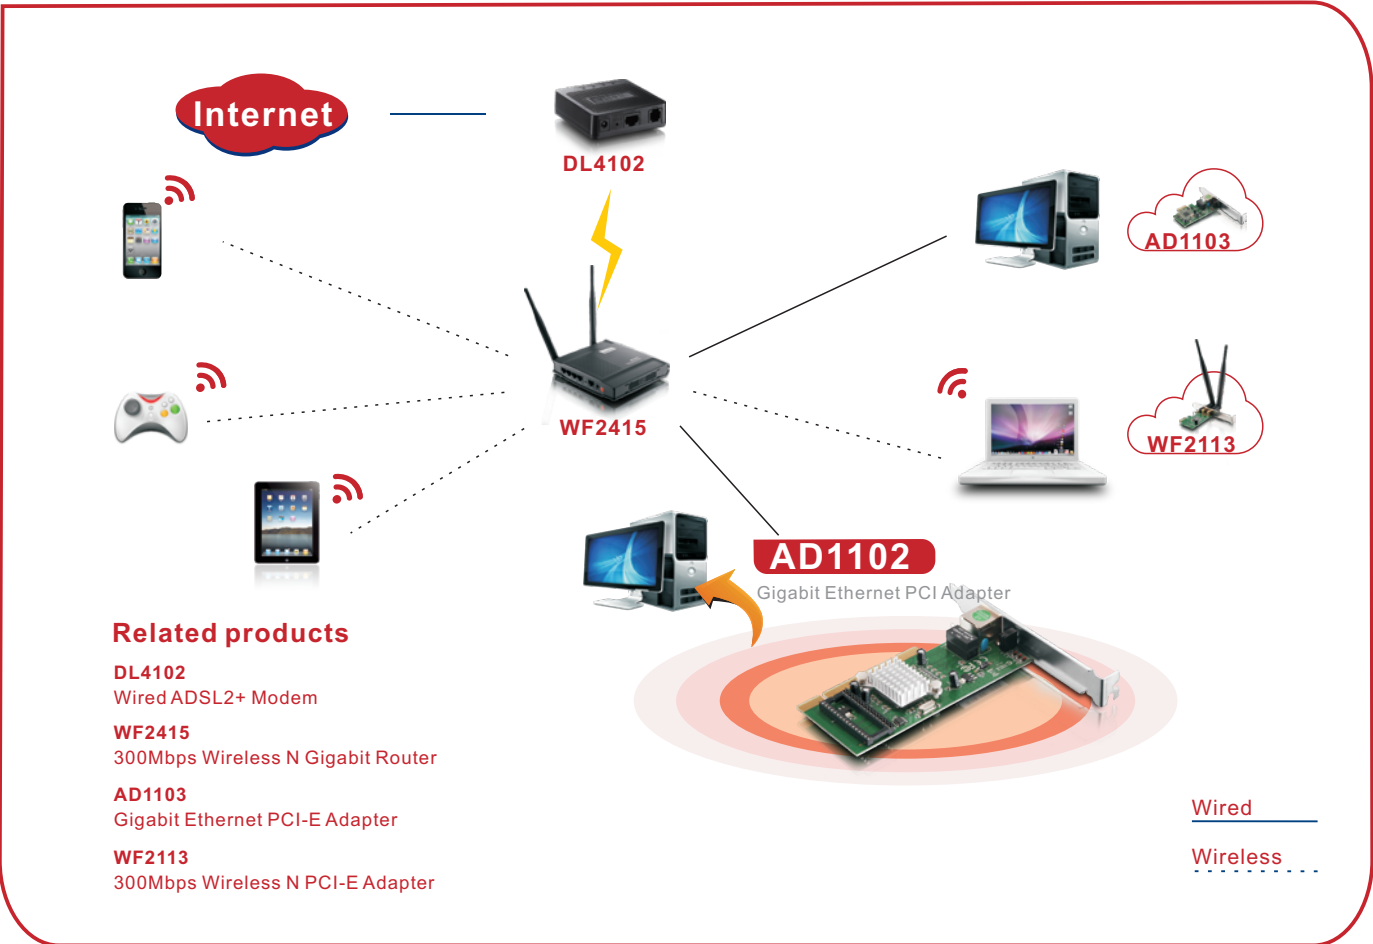 Internet
DL4102
AD1103
WF2415
WF2113
AD1102
Gigabit Ethernet PCI Adapter
Related products
DL4102
Wired ADSL2+ Modem
WF2415
300Mbps Wireless N Gigabit Router
AD1103
Gigabit Ethernet PCI-E Adapter
WF2113
300Mbps Wireless N PCI-E Adapter
Wired
Wireless